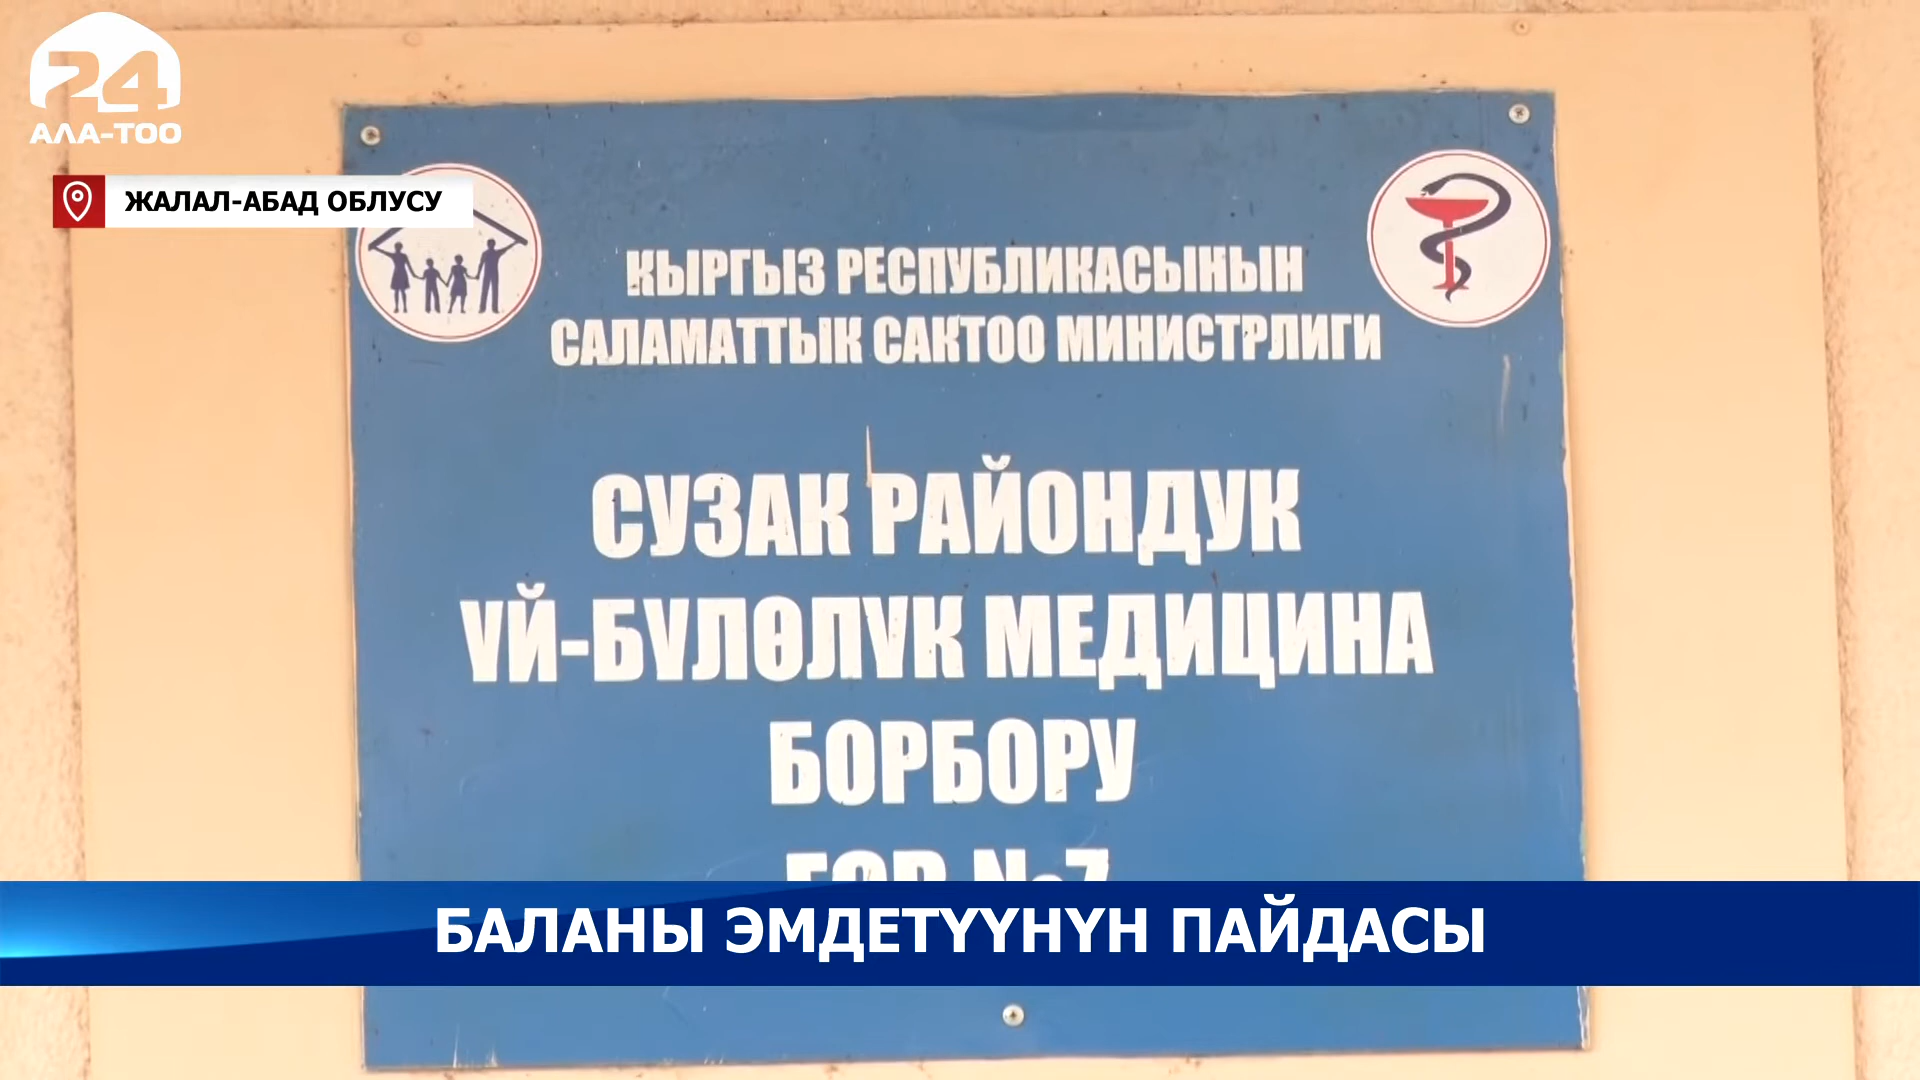 24
АЛА-ТОО
ЖАЛАЛ-АБАД ОБЛУСУ
КЫРГЫЗ РЕСПУБЛИКАСЫНЫН
САЛАМАТТЫК САКТОО МИНИСТРЛИГИ
СУЗАК РАЙОНДУК
ҮЙ-БҮЛӨЛҮК МЕДИЦИНА
БОРБОРУ
№7
БАЛАНЫ ЭМДЕТҮҮНҮН ПАЙДАСЫ